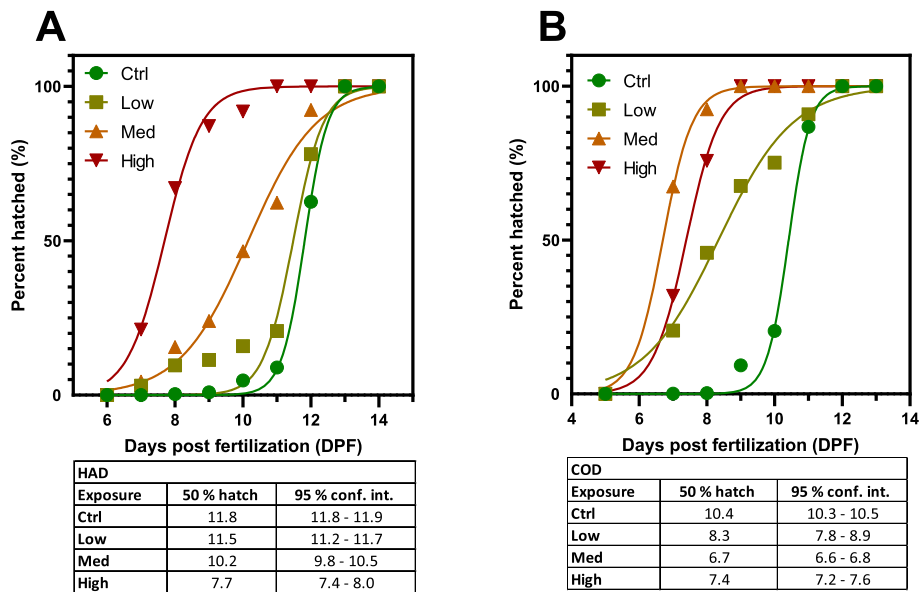 A
Ctrl
Low
Med
High
100
50
0
Percent hatched (%)
6 8 10 12 14
Days post fertilization (DPF)
HAD
Exposure 50 % hatch 95 % conf. int.
Ctrl 11.8 11.8 - 11.9
Low 11.5 11.2 - 11.7
Med 10.2 9.8 - 10.5
High 7.7 7.4 - 8.0
B
Ctrl
Low
Med
High
100
50
0
Percent hatched (%)
4 6 8 10 12 14
Days post fertilization (DPF)
COD
Exposure 50 % hatch 95 % conf. int.
Ctrl 10.4 10.3 - 10.5
Low 8.3 7.8 - 8.9
Med 6.7 6.6 - 6.8
High 7.4 7.2 - 7.6